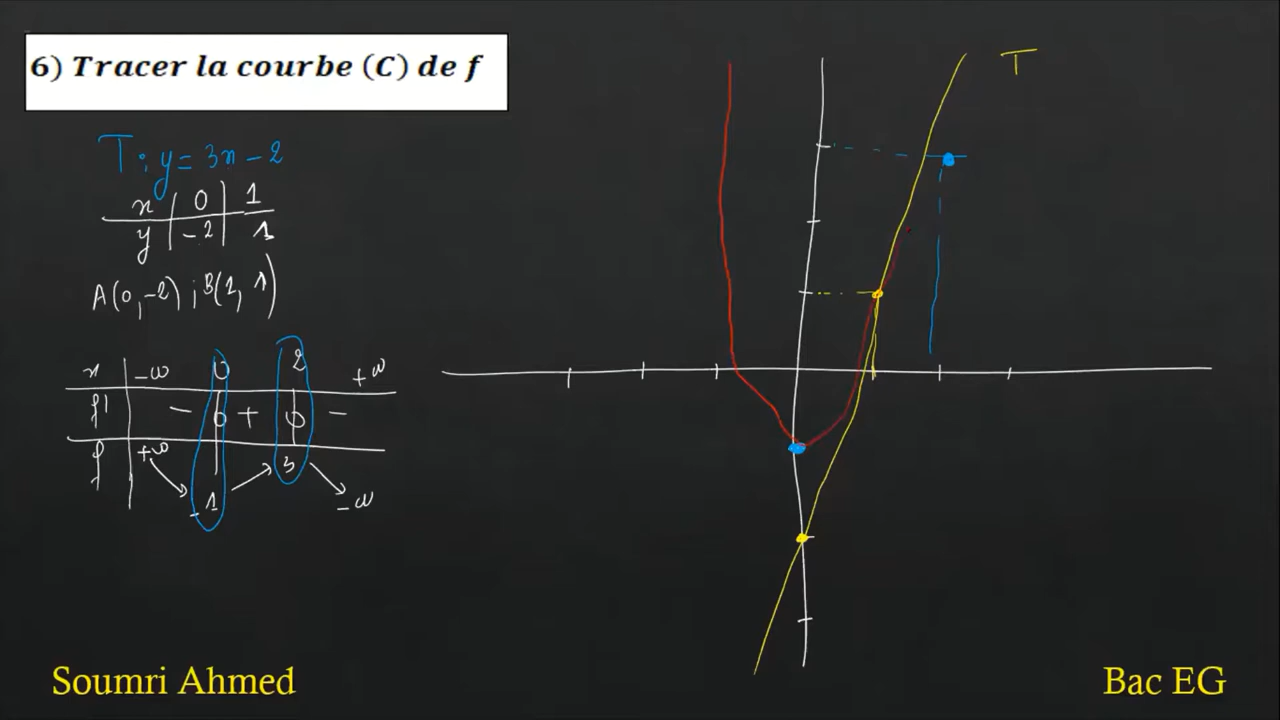 6) Tracer la courbe (C) de f
T
T : y = 3x - 2
x | 0 | 1
y | -2 | 1
A(0, -2) ; B(1, 1)
x | -∞ 0 2 +∞
f' | - 0 + 0 -
f | +∞ -1 3 -∞
Soumri Ahmed
Bac EG